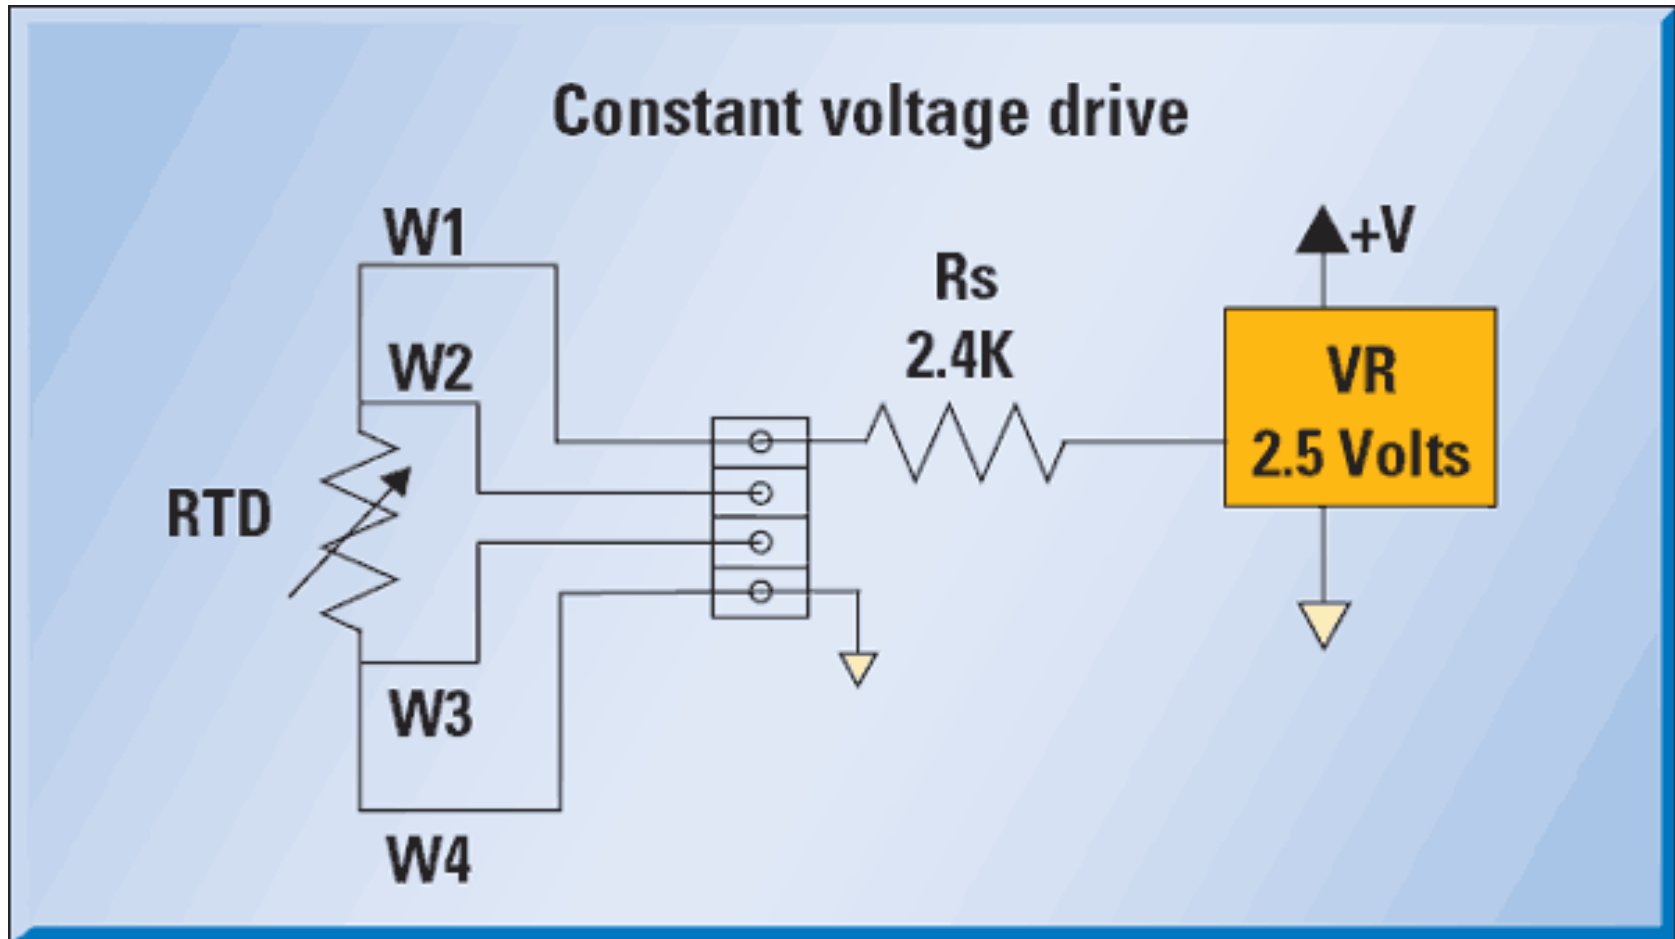 Constant voltage drive
W1
+V
Rs
2.4K
W2
VR
2.5 Volts
RTD
W3
W4